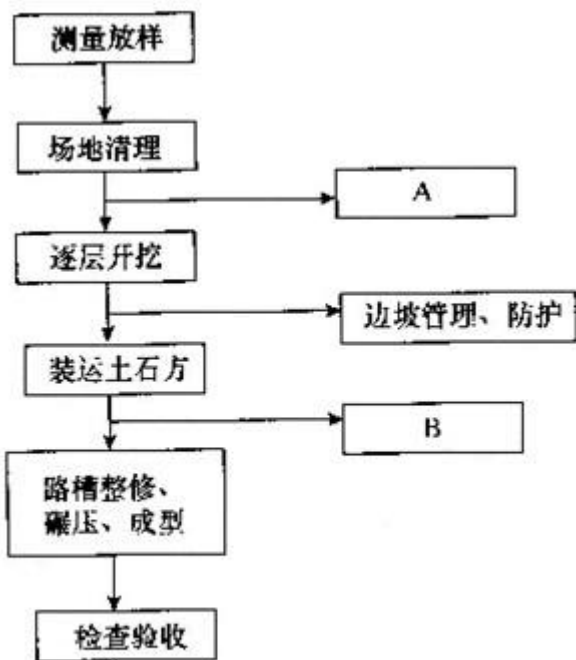 测量放样
场地清理
A
逐层开挖
边坡管理、防护
装运土石方
B
路槽整修、
碾压、成型
检查验收